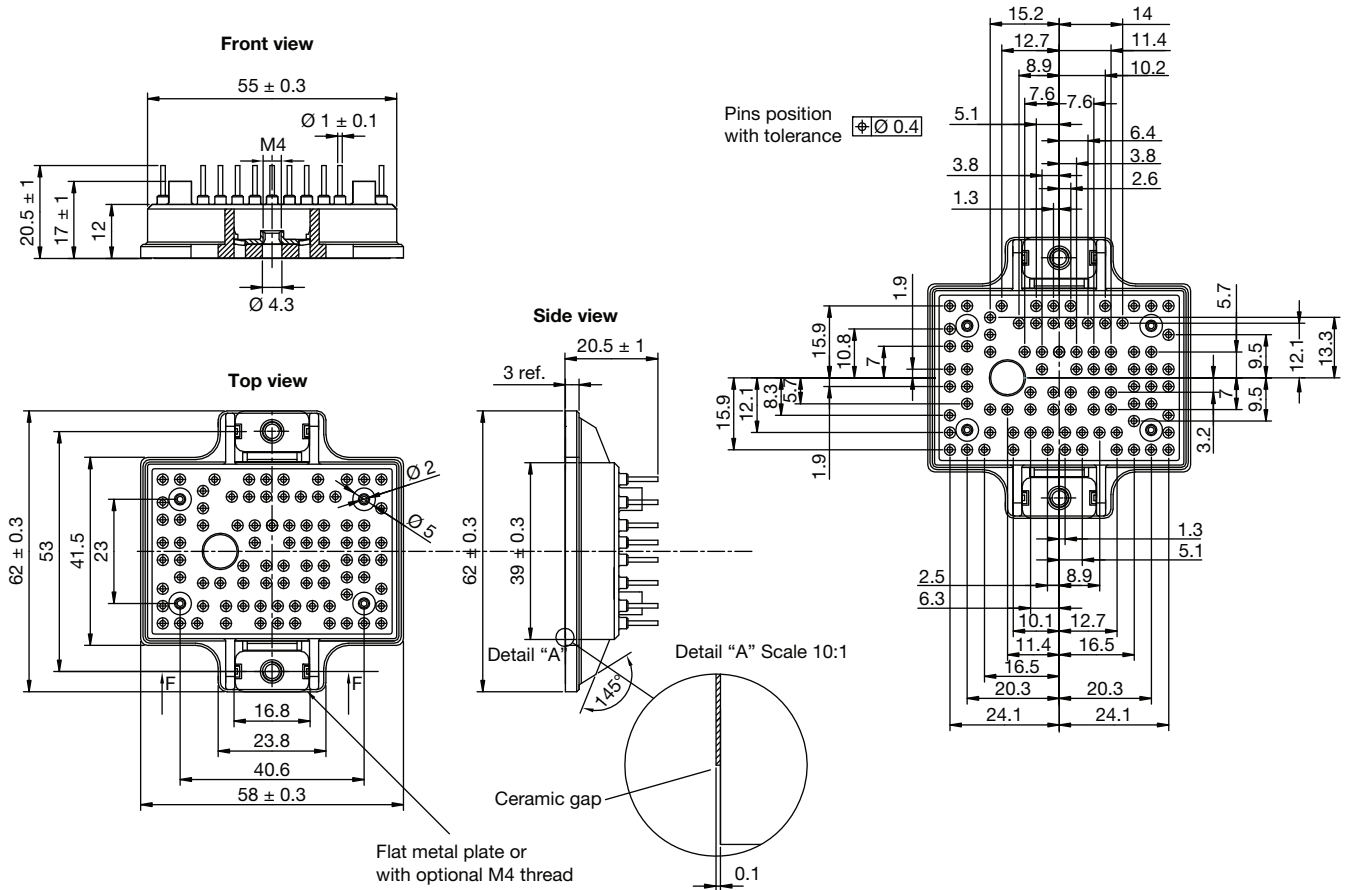 Front view
55 ± 0.3
Ø 1 ± 0.1
M4
20.5 ± 1
17 ± 1
12
Ø 4.3
Top view
62 ± 0.3
53
41.5
23
Ø 2
Ø 5
F
F
16.8
23.8
40.6
58 ± 0.3
Flat metal plate or
with optional M4 thread
Side view
20.5 ± 1
3 ref.
62 ± 0.3
39 ± 0.3
Detail “A”
145°
Detail “A” Scale 10:1
Ceramic gap
0.1
Pins position
with tolerance
⌖ Ø 0.4
15.2
14
12.7
11.4
8.9
10.2
7.6
7.6
5.1
6.4
3.8
3.8
2.6
1.3
1.9
15.9
10.8
7
5.7
9.5
12.1
13.3
15.9
12.1
8.3
5.7
1.9
7
9.5
3.2
1.3
5.1
2.5
8.9
6.3
10.1
12.7
11.4
16.5
16.5
20.3
20.3
24.1
24.1